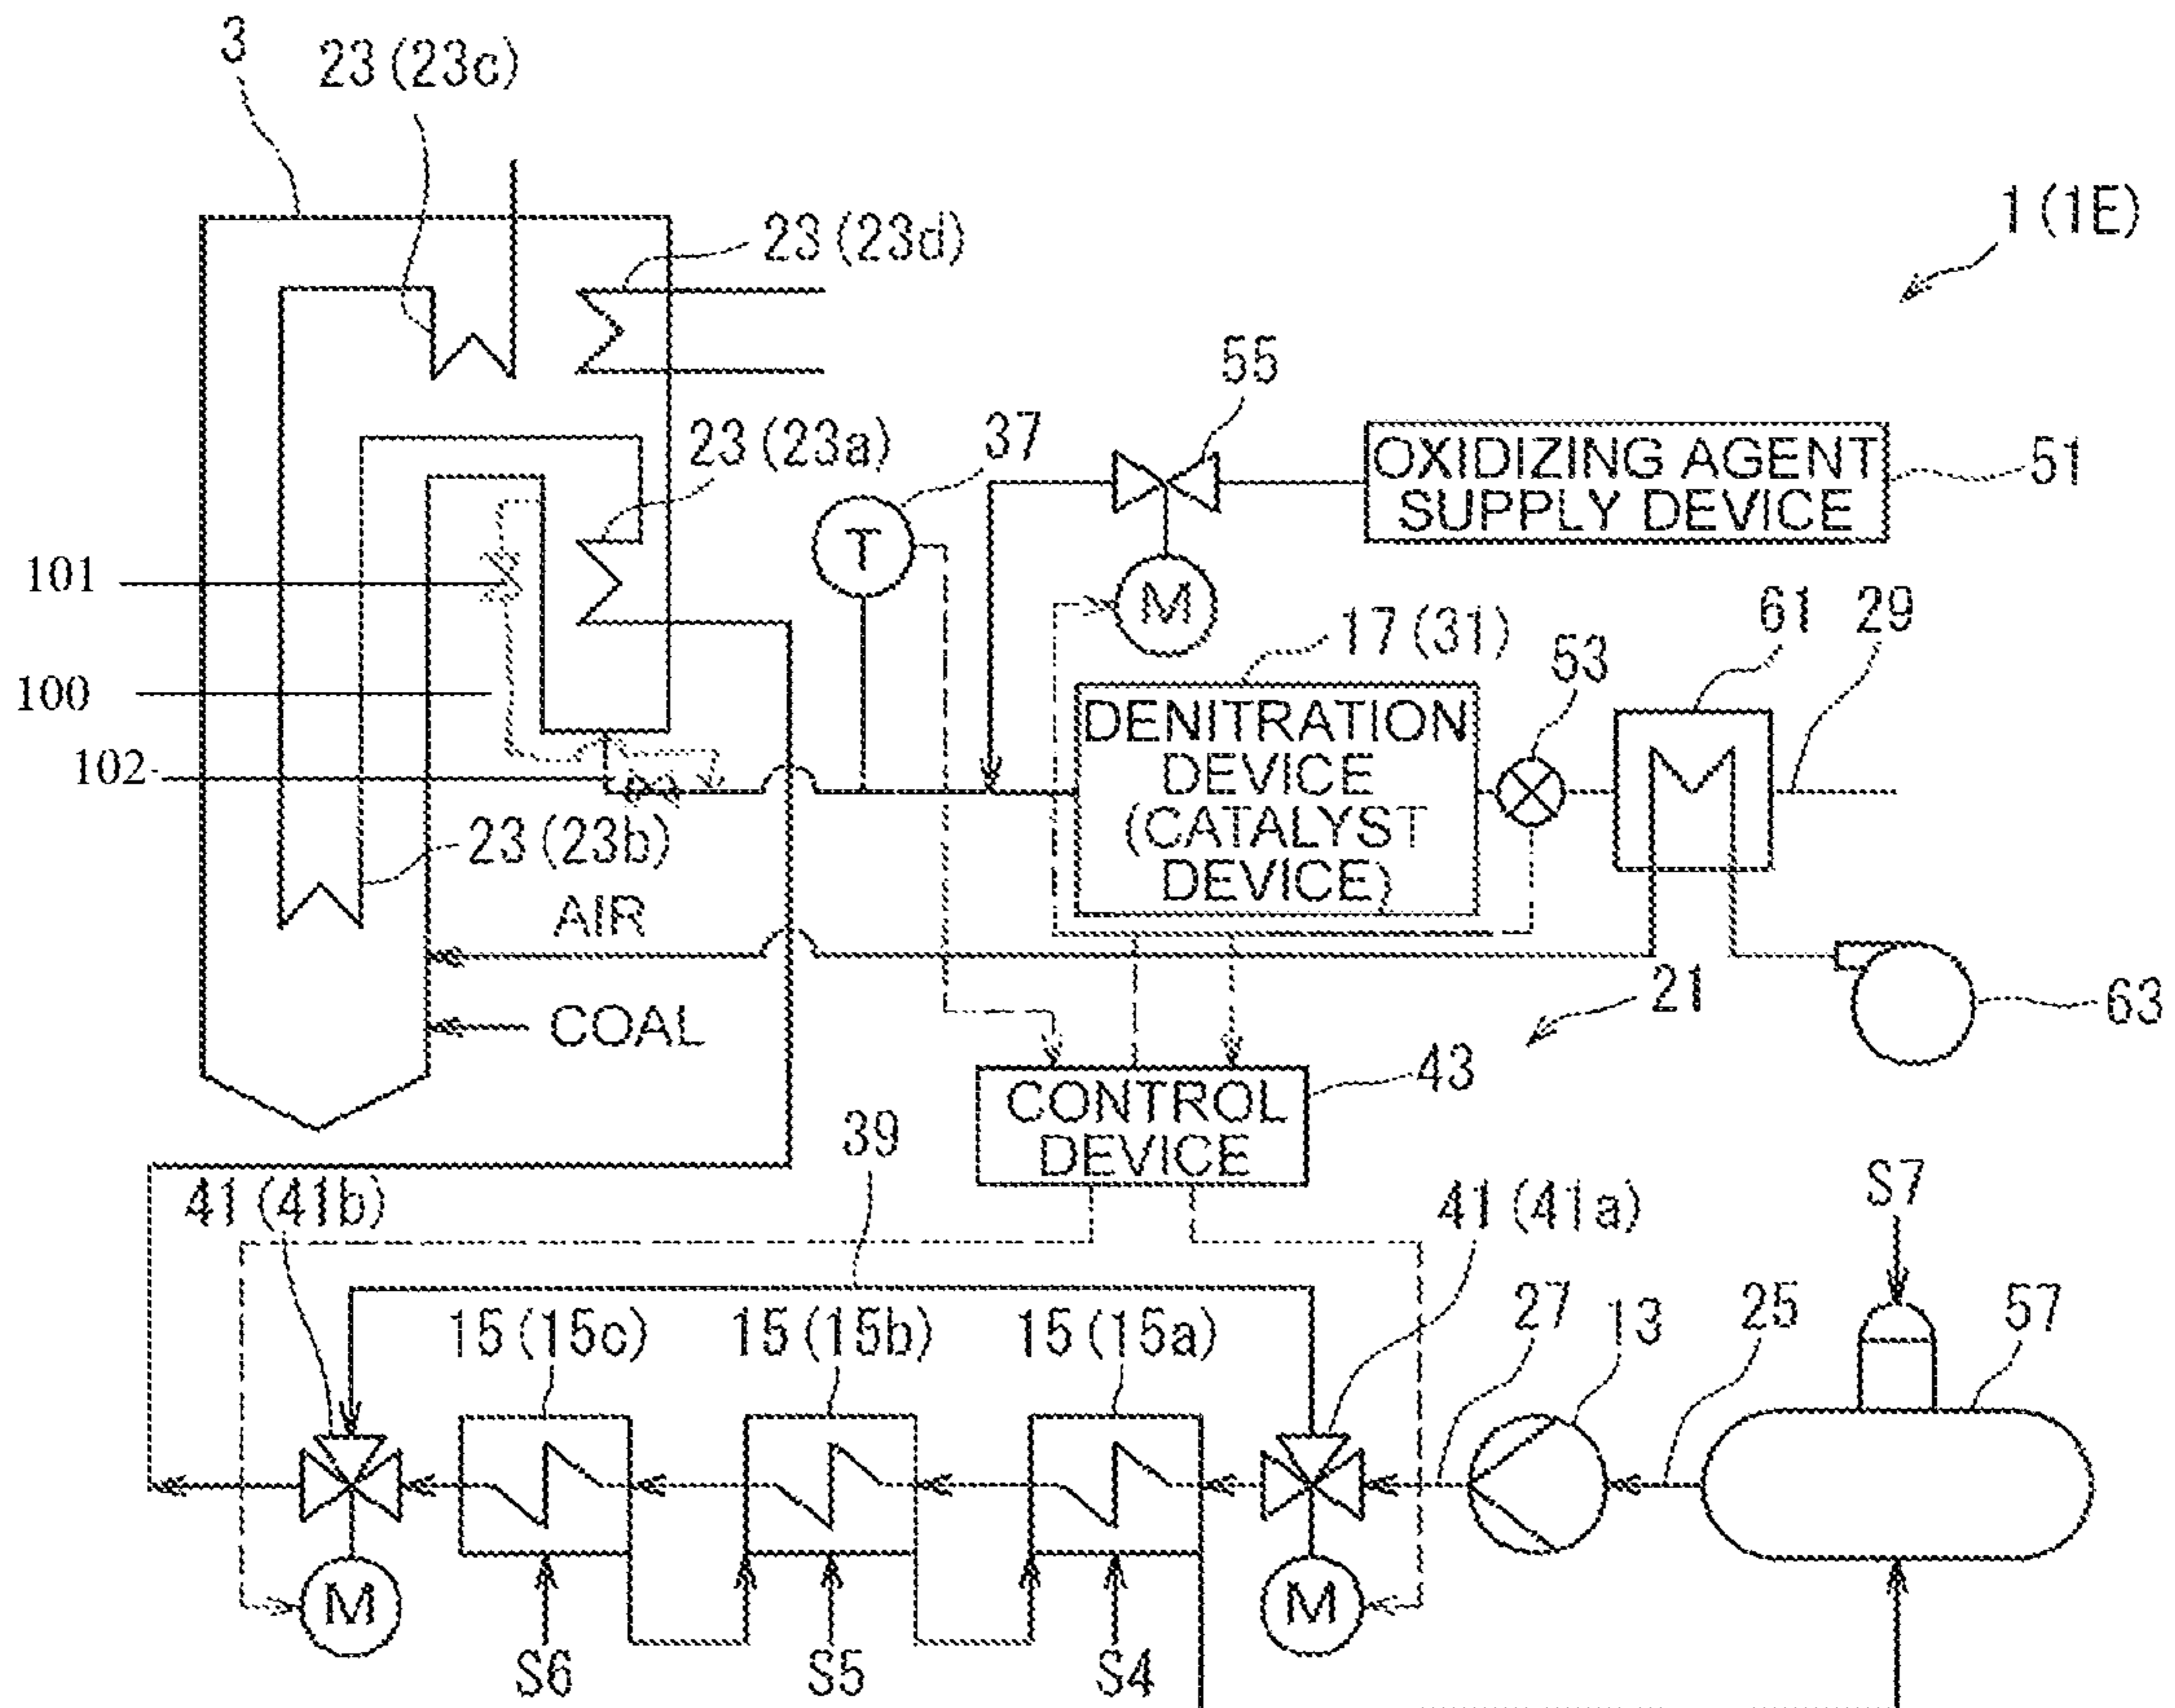 3
23 (23c)
1 (1E)
23 (23d)
55
37
23 (23a)
OXIDIZING AGENT
SUPPLY DEVICE
51
T
101
M
17 (31)
53
61
29
100
DENITRATION
DEVICE
(CATALYST
DEVICE)
102
23 (23b)
AIR
21
63
COAL
43
CONTROL
DEVICE
39
S7
41 (41b)
41 (41a)
15 (15c)
15 (15b)
15 (15a)
27
13
25
57
M
M
S6
S5
S4